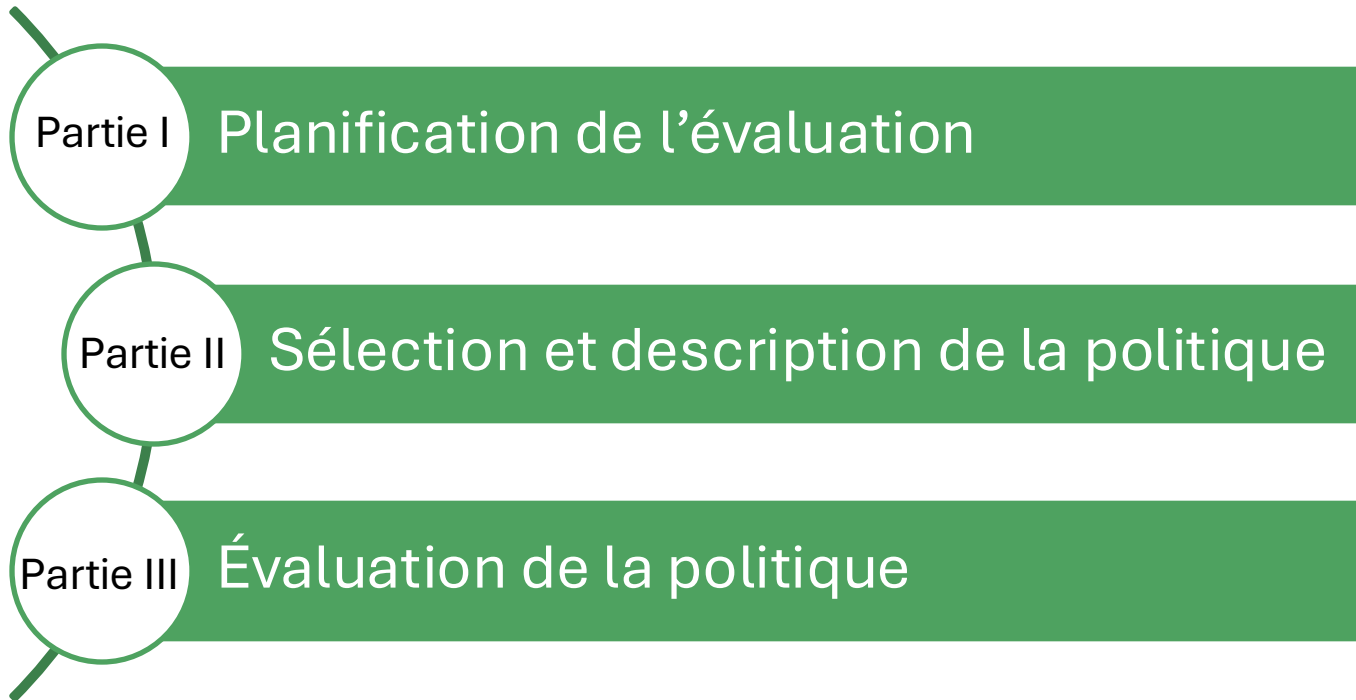 Partie I
Planification de l’évaluation
Partie II
Sélection et description de la politique
Partie III
Évaluation de la politique